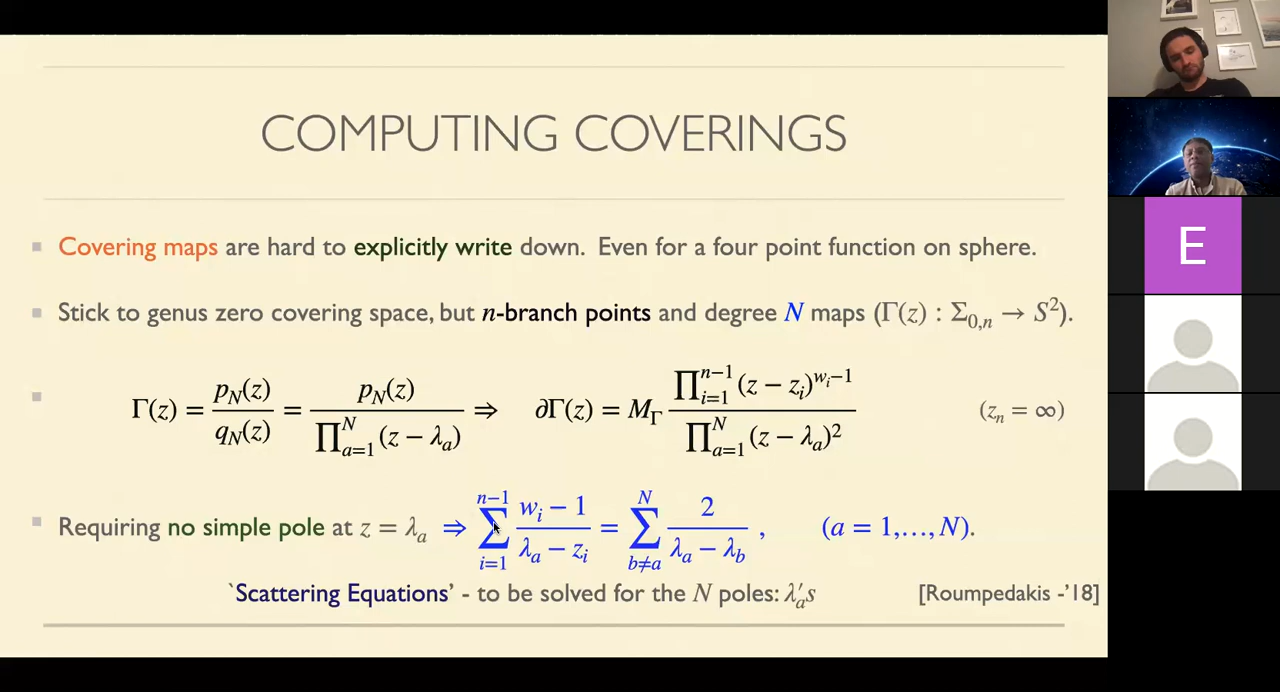 COMPUTING COVERINGS
Covering maps are hard to explicitly write down. Even for a four point function on sphere.
Stick to genus zero covering space, but n-branch points and degree N maps (Γ(z) : Σ_{0,n} → S²).
Γ(z) = p_N(z) / q_N(z) = p_N(z) / ∏_{a=1}^{N} (z − λ_a) ⇒ ∂Γ(z) = M_Γ ∏_{i=1}^{n−1} (z − z_i)^{w_i−1} / ∏_{a=1}^{N} (z − λ_a)² (z_n = ∞)
Requiring no simple pole at z = λ_a ⇒ ∑_{i=1}^{n−1} (w_i − 1) / (λ_a − z_i) = ∑_{b≠a}^{N} 2 / (λ_a − λ_b) , (a = 1,…, N).
`Scattering Equations' - to be solved for the N poles: λ_a's [Roumpedakis -'18]
E